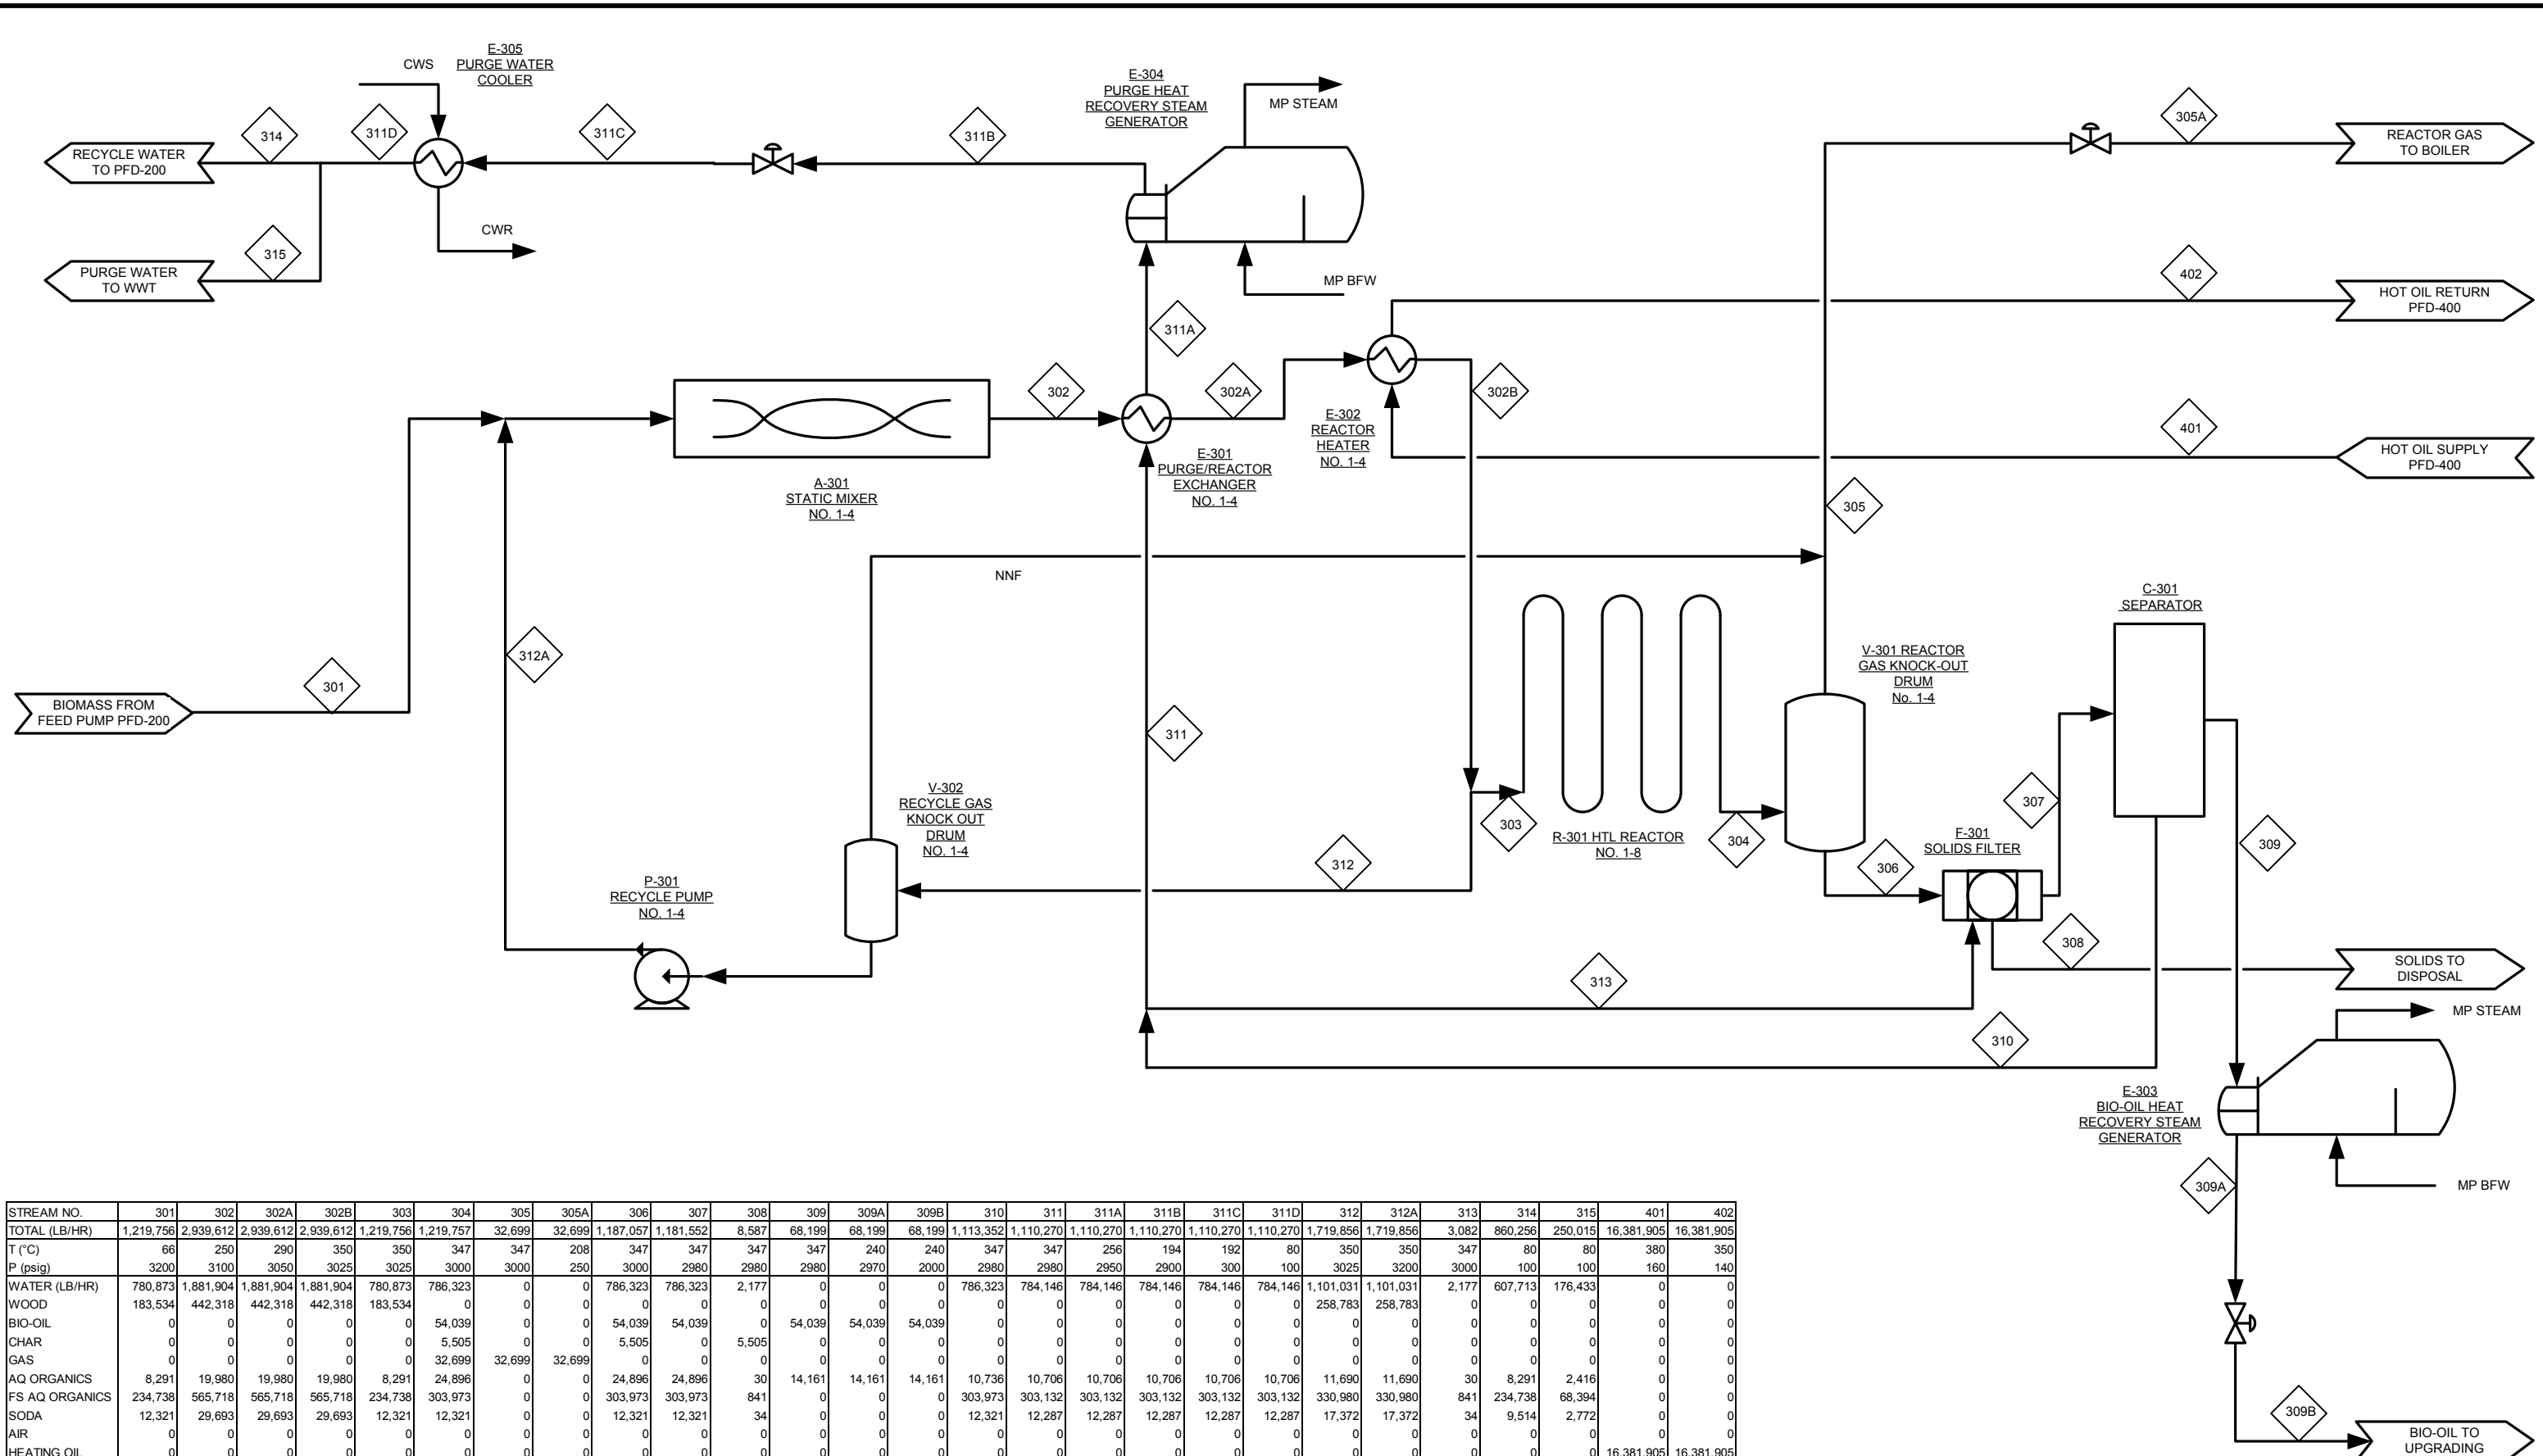 E-305
PURGE WATER
COOLER
CWS
E-304
PURGE HEAT
RECOVERY STEAM
GENERATOR
MP STEAM
305A
REACTOR GAS
TO BOILER
314
311D
311C
311B
RECYCLE WATER
TO PFD-200
CWR
315
PURGE WATER
TO WWT
MP BFW
402
HOT OIL RETURN
PFD-400
311A
302
302A
302B
E-302
REACTOR
HEATER
NO. 1-4
401
HOT OIL SUPPLY
PFD-400
A-301
STATIC MIXER
NO. 1-4
E-301
PURGE/REACTOR
EXCHANGER
NO. 1-4
305
NNF
C-301
SEPARATOR
312A
V-301 REACTOR
GAS KNOCK-OUT
DRUM
No. 1-4
301
BIOMASS FROM
FEED PUMP PFD-200
311
V-302
RECYCLE GAS
KNOCK OUT
DRUM
NO. 1-4
303
R-301 HTL REACTOR
NO. 1-8
304
307
F-301
SOLIDS FILTER
309
312
306
P-301
RECYCLE PUMP
NO. 1-4
308
SOLIDS TO
DISPOSAL
313
310
MP STEAM
E-303
BIO-OIL HEAT
RECOVERY STEAM
GENERATOR
309A
MP BFW
309B
BIO-OIL TO
UPGRADING
STREAM NO. 301 302 302A 302B 303 304 305 305A 306 307 308 309 309A 309B 310 311 311A 311B 311C 311D 312 312A 313 314 315 401 402
TOTAL (LB/HR) 1,219,756 2,939,612 2,939,612 2,939,612 1,219,756 1,219,757 32,699 32,699 1,187,057 1,181,552 8,587 68,199 68,199 68,199 1,113,352 1,110,270 1,110,270 1,110,270 1,110,270 1,110,270 1,719,856 1,719,856 3,082 860,256 250,015 16,381,905 16,381,905
T (°C) 66 250 290 350 350 347 347 208 347 347 347 347 240 240 347 347 256 194 192 80 350 350 347 80 80 380 350
P (psig) 3200 3100 3050 3025 3025 3000 3000 250 3000 2980 2980 2980 2970 2000 2980 2980 2950 2900 300 100 3025 3200 3000 100 100 160 140
WATER (LB/HR) 780,873 1,881,904 1,881,904 1,881,904 780,873 786,323 0 0 786,323 786,323 2,177 0 0 0 786,323 784,146 784,146 784,146 784,146 784,146 1,101,031 1,101,031 2,177 607,713 176,433 0 0
WOOD 183,534 442,318 442,318 442,318 183,534 0 0 0 0 0 0 0 0 0 0 0 0 0 0 0 258,783 258,783 0 0 0 0 0
BIO-OIL 0 0 0 0 0 54,039 0 0 54,039 54,039 0 54,039 54,039 54,039 0 0 0 0 0 0 0 0 0 0 0 0 0
CHAR 0 0 0 0 0 5,505 0 0 5,505 0 5,505 0 0 0 0 0 0 0 0 0 0 0 0 0 0 0 0
GAS 0 0 0 0 0 32,699 32,699 32,699 0 0 0 0 0 0 0 0 0 0 0 0 0 0 0 0 0 0 0
AQ ORGANICS 8,291 19,980 19,980 19,980 8,291 24,896 0 0 24,896 24,896 30 14,161 14,161 14,161 10,736 10,706 10,706 10,706 10,706 10,706 11,690 11,690 30 8,291 2,416 0 0
FS AQ ORGANICS 234,738 565,718 565,718 565,718 234,738 303,973 0 0 303,973 303,973 841 0 0 0 303,973 303,132 303,132 303,132 303,132 303,132 330,980 330,980 841 234,738 68,394 0 0
SODA 12,321 29,693 29,693 29,693 12,321 12,321 0 0 12,321 12,321 34 0 0 0 12,321 12,287 12,287 12,287 12,287 12,287 17,372 17,372 34 9,514 2,772 0 0
AIR 0 0 0 0 0 0 0 0 0 0 0 0 0 0 0 0 0 0 0 0 0 0 0 0 0 0 0
HEATING OIL 0 0 0 0 0 0 0 0 0 0 0 0 0 0 0 0 0 0 0 0 0 0 0 0 0 16,381,905 16,381,905